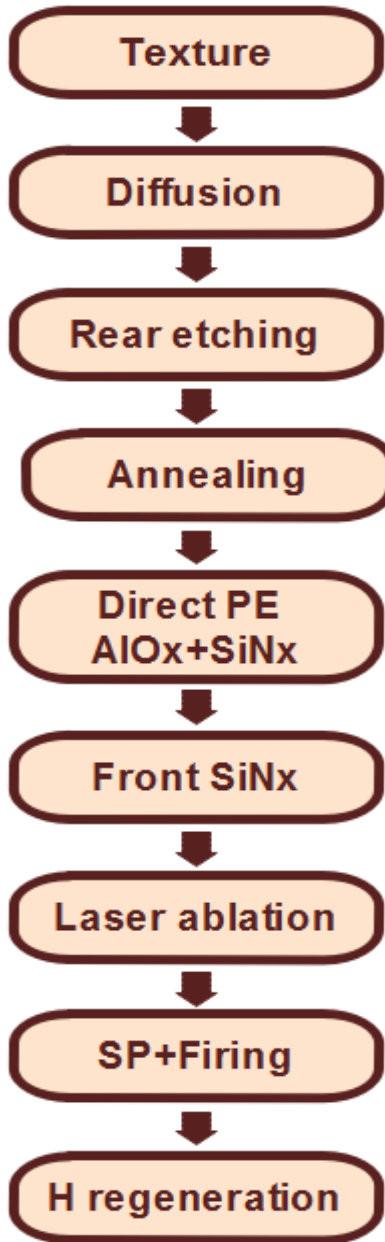 Texture
Diffusion
Rear etching
Annealing
Direct PE
AlOx+SiNx
Front SiNx
Laser ablation
SP+Firing
H regeneration